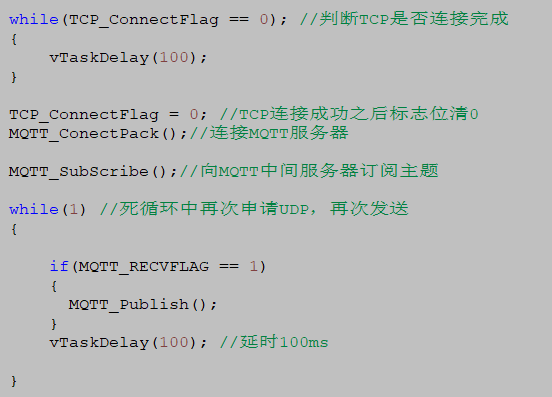 while(TCP_ConnectFlag == 0); //判断TCP是否连接完成
{
    vTaskDelay(100);
}
TCP_ConnectFlag = 0; //TCP连接成功之后标志位清0
MQTT_ConectPack();//连接MQTT服务器
MQTT_SubScribe();//向MQTT中间服务器订阅主题
while(1) //死循环中再次申请UDP，再次发送
{
    if(MQTT_RECVFLAG == 1)
    {
      MQTT_Publish();
    }
    vTaskDelay(100); //延时100ms
}